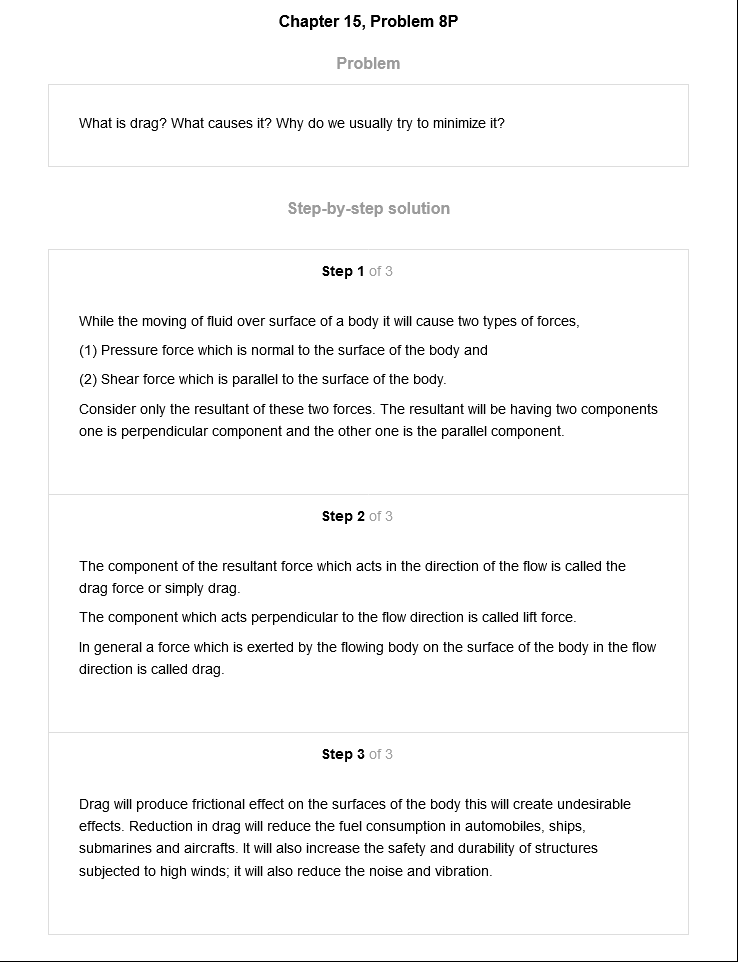 Chapter 15, Problem 8P
Problem
What is drag? What causes it? Why do we usually try to minimize it?
Step-by-step solution
Step 1 of 3
While the moving of fluid over surface of a body it will cause two types of forces,
(1) Pressure force which is normal to the surface of the body and
(2) Shear force which is parallel to the surface of the body.
Consider only the resultant of these two forces. The resultant will be having two components
one is perpendicular component and the other one is the parallel component.
Step 2 of 3
The component of the resultant force which acts in the direction of the flow is called the
drag force or simply drag.
The component which acts perpendicular to the flow direction is called lift force.
In general a force which is exerted by the flowing body on the surface of the body in the flow
direction is called drag.
Step 3 of 3
Drag will produce frictional effect on the surfaces of the body this will create undesirable
effects. Reduction in drag will reduce the fuel consumption in automobiles, ships,
submarines and aircrafts. It will also increase the safety and durability of structures
subjected to high winds; it will also reduce the noise and vibration.